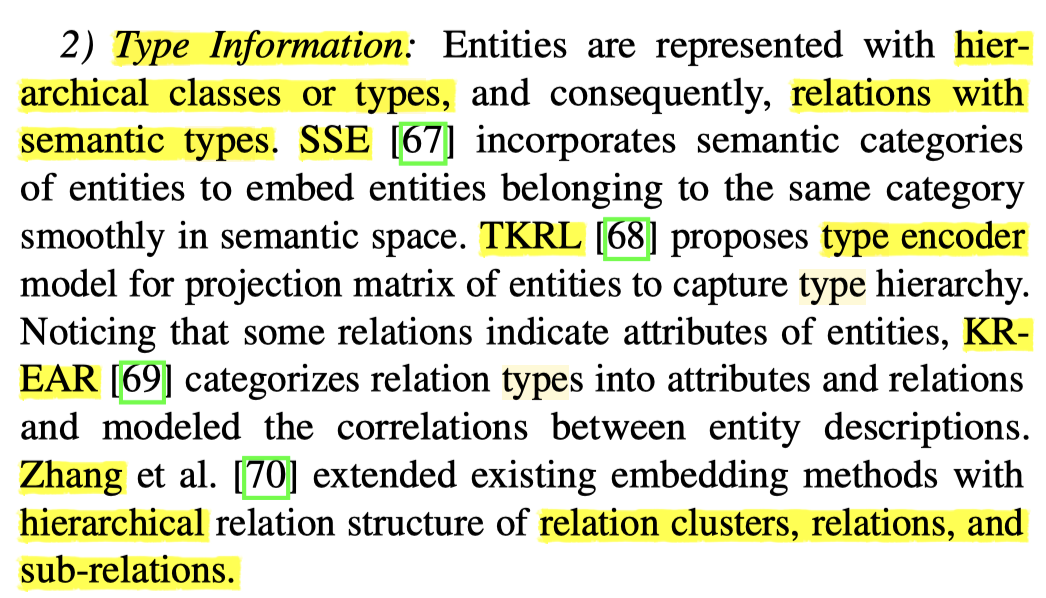 2) Type Information: Entities are represented with hier-
archical classes or types, and consequently, relations with
semantic types. SSE [67] incorporates semantic categories
of entities to embed entities belonging to the same category
smoothly in semantic space. TKRL [68] proposes type encoder
model for projection matrix of entities to capture type hierarchy.
Noticing that some relations indicate attributes of entities, KR-
EAR [69] categorizes relation types into attributes and relations
and modeled the correlations between entity descriptions.
Zhang et al. [70] extended existing embedding methods with
hierarchical relation structure of relation clusters, relations, and
sub-relations.